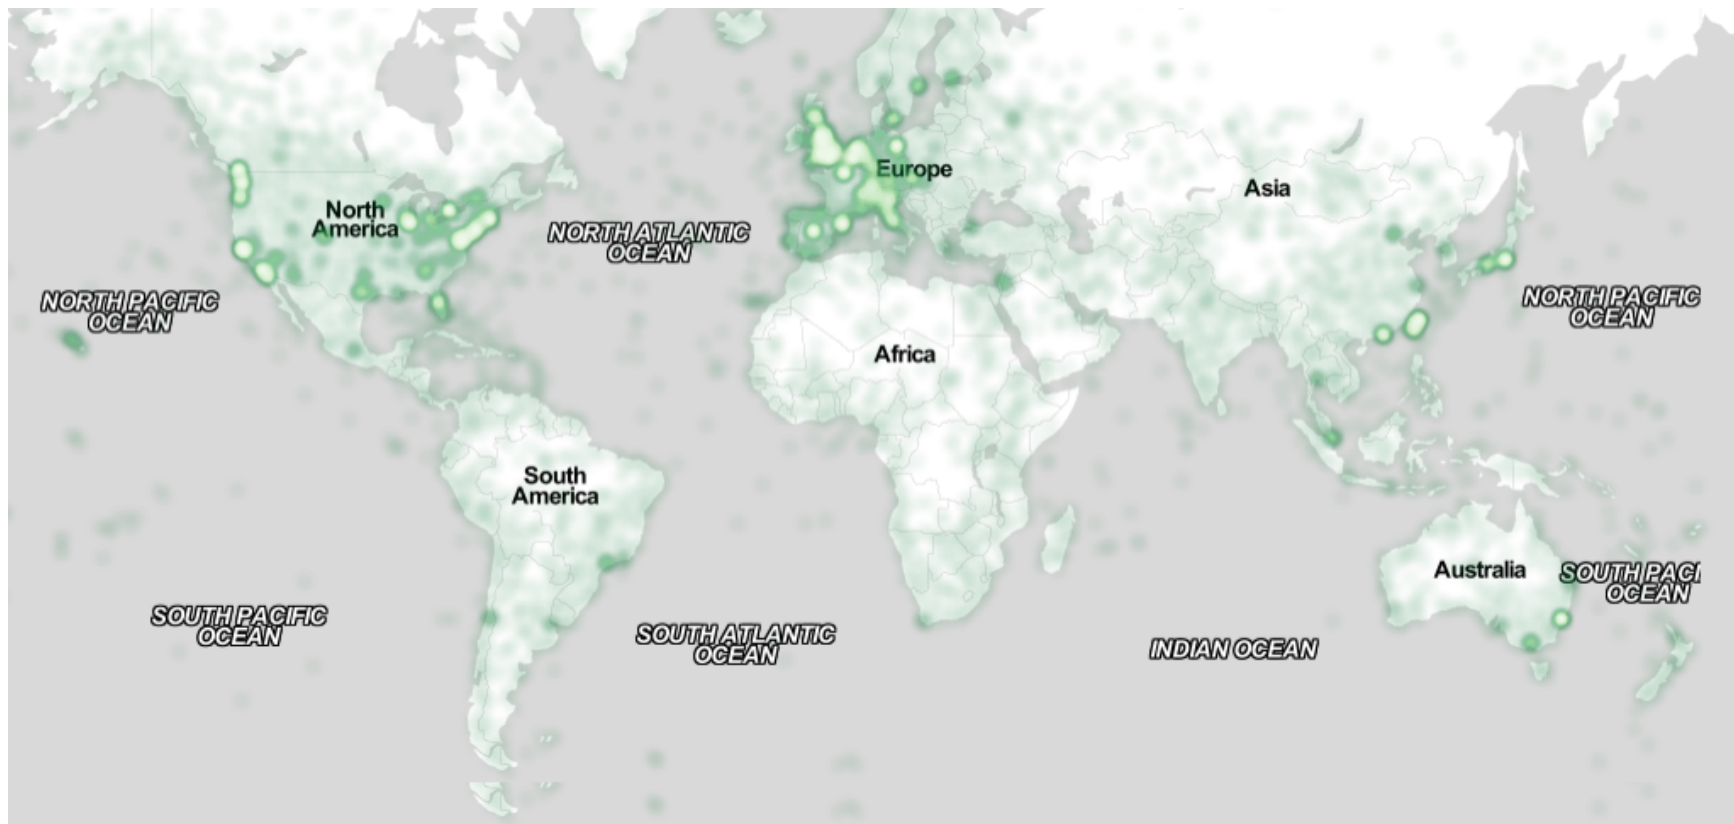 Europe
Asia
North
America
NORTH ATLANTIC
OCEAN
NORTH PACIFIC
OCEAN
NORTH PACIFIC
OCEAN
Africa
South
America
Australia
SOUTH PACI
OCEAN
SOUTH PACIFIC
OCEAN
SOUTH ATLANTIC
OCEAN
INDIAN OCEAN